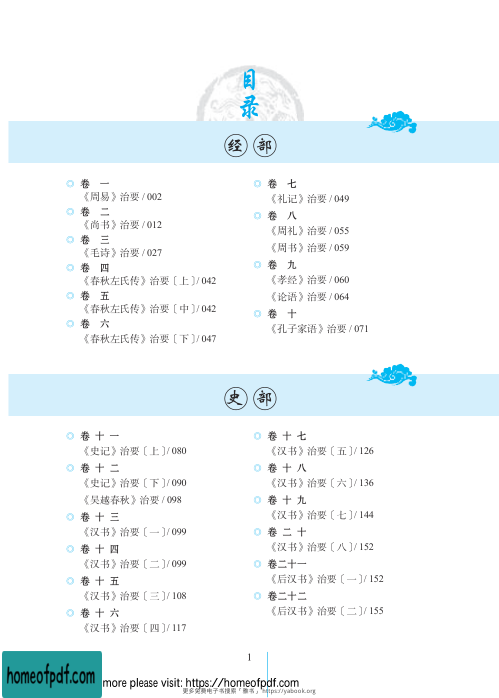 目
录
经部
卷 一
《周易》治要 / 002
卷 二
《尚书》治要 / 012
卷 三
《毛诗》治要 / 027
卷 四
《春秋左氏传》治要〔上〕/ 042
卷 五
《春秋左氏传》治要〔中〕/ 042
卷 六
《春秋左氏传》治要〔下〕/ 047
卷 七
《礼记》治要 / 049
卷 八
《周礼》治要 / 055
《周书》治要 / 059
卷 九
《孝经》治要 / 060
《论语》治要 / 064
卷 十
《孔子家语》治要 / 071
史部
卷 十 一
《史记》治要〔上〕/ 080
卷 十 二
《史记》治要〔下〕/ 090
《吴越春秋》治要 / 098
卷 十 三
《汉书》治要〔一〕/ 099
卷 十 四
《汉书》治要〔二〕/ 099
卷 十 五
《汉书》治要〔三〕/ 108
卷 十 六
《汉书》治要〔四〕/ 117
卷 十 七
《汉书》治要〔五〕/ 126
卷 十 八
《汉书》治要〔六〕/ 136
卷 十 九
《汉书》治要〔七〕/ 144
卷 二 十
《汉书》治要〔八〕/ 152
卷二十一
《后汉书》治要〔一〕/ 152
卷二十二
《后汉书》治要〔二〕/ 155
1
homeofpdf.com
more please visit: https://homeofpdf.com
更多免费电子书搜索「雅书」https://yabook.org